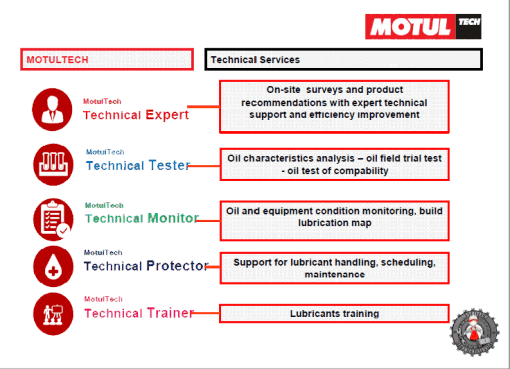 MOTUL TECH
MOTULTECH
Technical Services
MotulTech
Technical Expert
On-site surveys and product
recommendations with expert technical
support and efficiency improvement
MotulTech
Technical Tester
Oil characteristics analysis – oil field trial test
- oil test of compability
MotulTech
Technical Monitor
Oil and equipment condition monitoring, build
lubrication map
MotulTech
Technical Protector
Support for lubricant handling, scheduling,
maintenance
MotulTech
Technical Trainer
Lubricants training